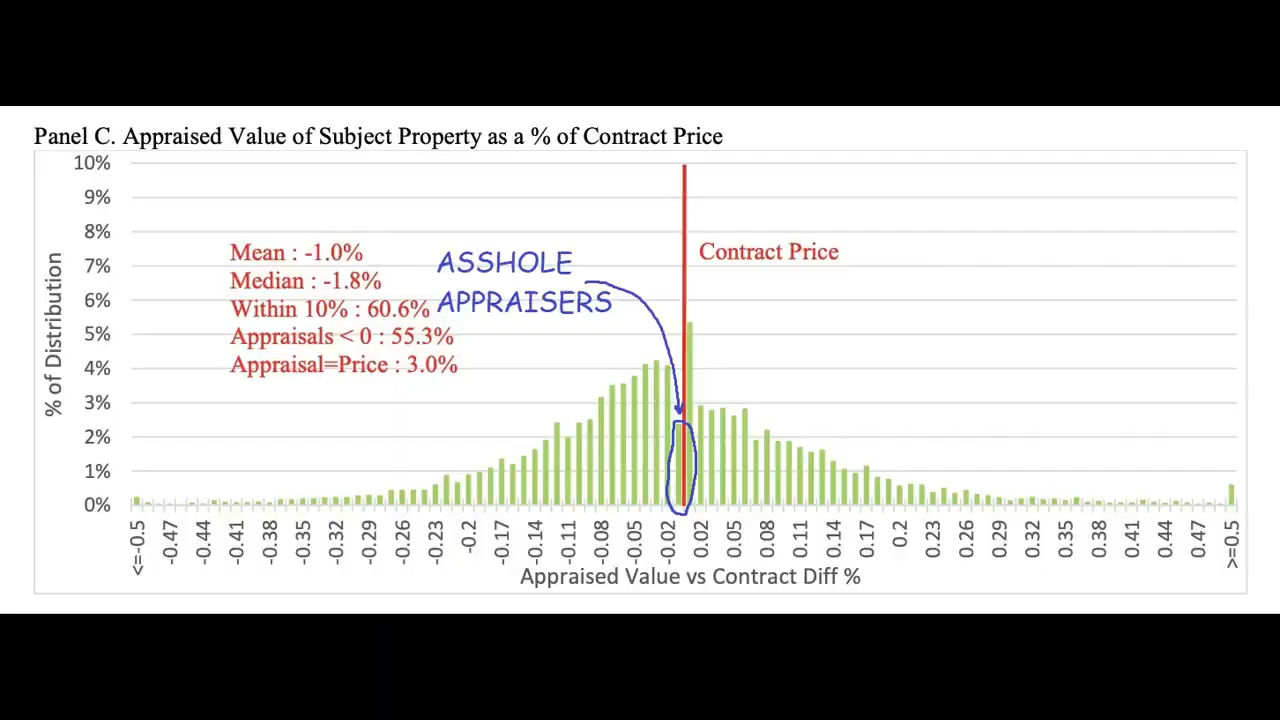 Panel C. Appraised Value of Subject Property as a % of Contract Price
10%
9%
8%
7%
6%
5%
4%
3%
2%
1%
0%
% of Distribution
Mean : -1.0%
Median : -1.8%
Within 10% : 60.6%
Appraisals < 0 : 55.3%
Appraisal=Price : 3.0%
ASSHOLE
APPRAISERS
Contract Price
<=-0.5 -0.47 -0.44 -0.41 -0.38 -0.35 -0.32 -0.29 -0.26 -0.23 -0.2 -0.17 -0.14 -0.11 -0.08 -0.05 -0.02 0.02 0.05 0.08 0.11 0.14 0.17 0.2 0.23 0.26 0.29 0.32 0.35 0.38 0.41 0.44 0.47 >=0.5
Appraised Value vs Contract Diff %